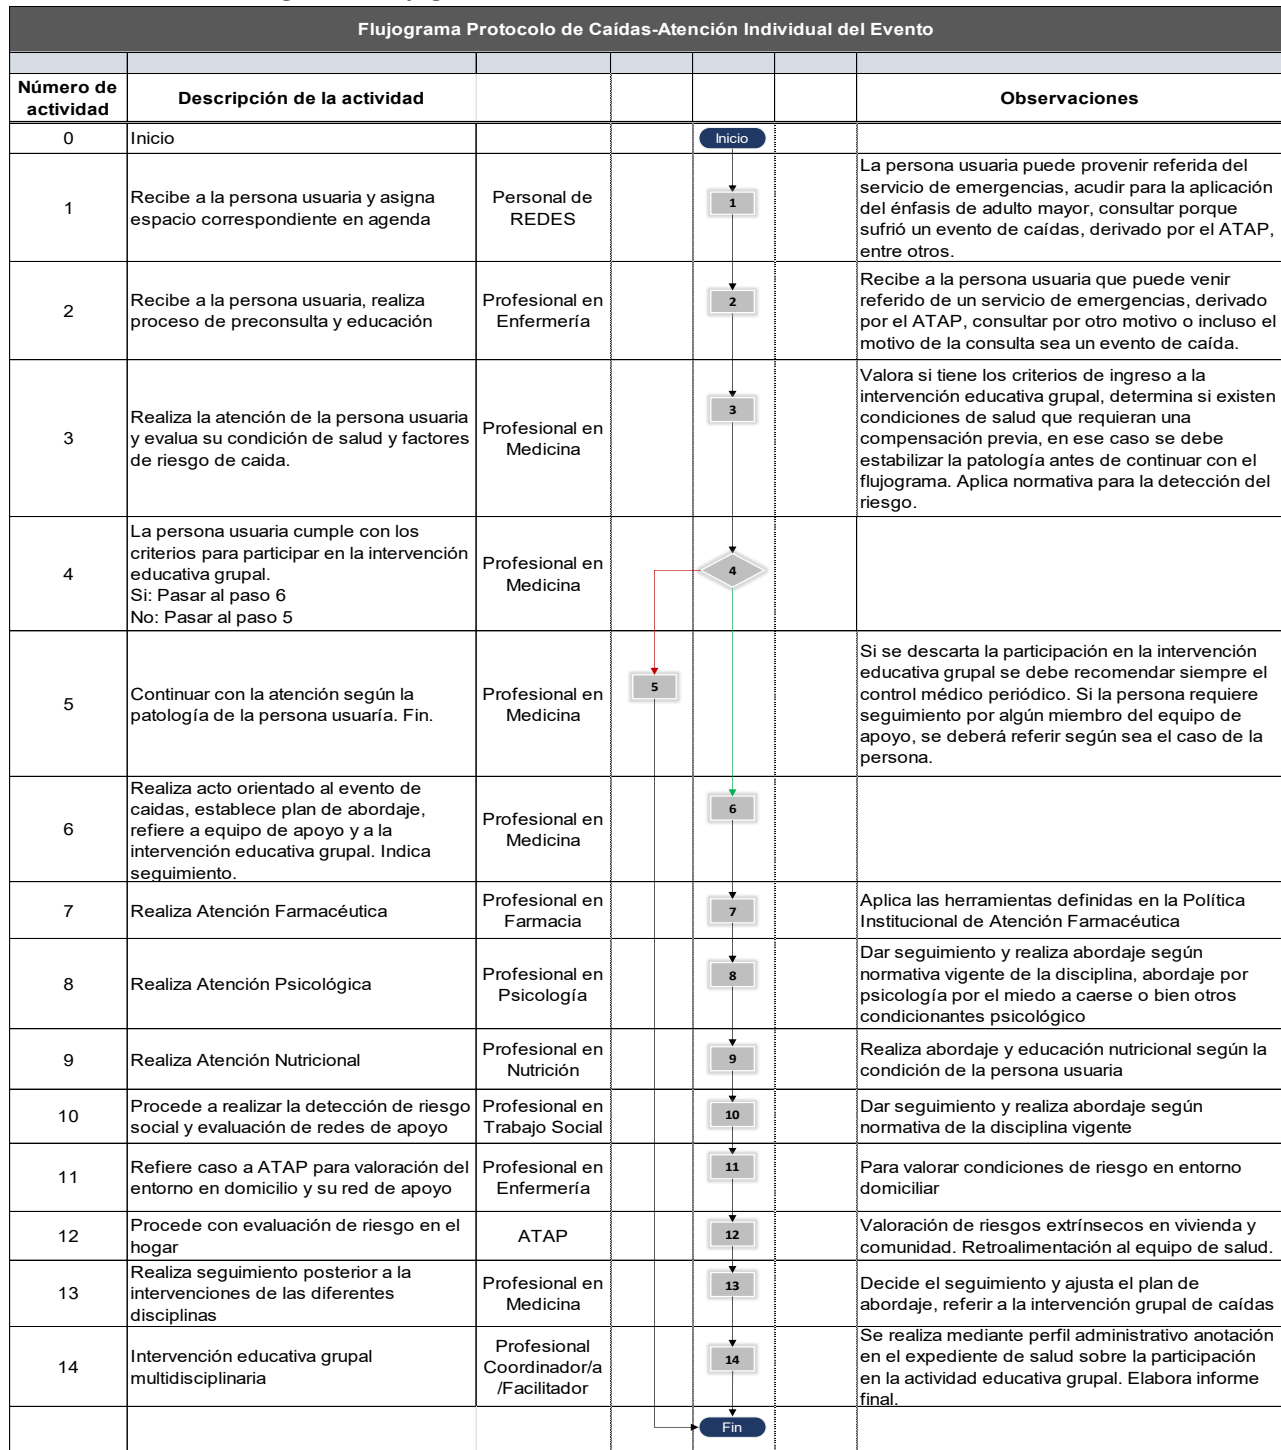 Flujograma Protocolo de Caídas-Atención Individual del Evento
Número de
actividad
Descripción de la actividad
Observaciones
0
Inicio
Inicio
1
Recibe a la persona usuaria y asigna
espacio correspondiente en agenda
Personal de
REDES
1
La persona usuaria puede provenir referida del
servicio de emergencias, acudir para la aplicación
del énfasis de adulto mayor, consultar porque
sufrió un evento de caídas, derivado por el ATAP,
entre otros.
2
Recibe a la persona usuaria, realiza
proceso de preconsulta y educación
Profesional en
Enfermería
2
Recibe a la persona usuaria que puede venir
referido de un servicio de emergencias, derivado
por el ATAP, consultar por otro motivo o incluso el
motivo de la consulta sea un evento de caída.
3
Realiza la atención de la persona usuaria
y evalua su condición de salud y factores
de riesgo de caida.
Profesional en
Medicina
3
Valora si tiene los criterios de ingreso a la
intervención educativa grupal, determina si existen
condiciones de salud que requieran una
compensación previa, en ese caso se debe
estabilizar la patología antes de continuar con el
flujograma. Aplica normativa para la detección del
riesgo.
4
La persona usuaria cumple con los
criterios para participar en la intervención
educativa grupal.
Si: Pasar al paso 6
No: Pasar al paso 5
Profesional en
Medicina
4
5
Continuar con la atención según la
patología de la persona usuaría. Fin.
Profesional en
Medicina
5
Si se descarta la participación en la intervención
educativa grupal se debe recomendar siempre el
control médico periódico. Si la persona requiere
seguimiento por algún miembro del equipo de
apoyo, se deberá referir según sea el caso de la
persona.
6
Realiza acto orientado al evento de
caidas, establece plan de abordaje,
refiere a equipo de apoyo y a la
intervención educativa grupal. Indica
seguimiento.
Profesional en
Medicina
6
7
Realiza Atención Farmacéutica
Profesional en
Farmacia
7
Aplica las herramientas definidas en la Política
Institucional de Atención Farmacéutica
8
Realiza Atención Psicológica
Profesional en
Psicología
8
Dar seguimiento y realiza abordaje según
normativa vigente de la disciplina, abordaje por
psicología por el miedo a caerse o bien otros
condicionantes psicológico
9
Realiza Atención Nutricional
Profesional en
Nutrición
9
Realiza abordaje y educación nutricional según la
condición de la persona usuaria
10
Procede a realizar la detección de riesgo
social y evaluación de redes de apoyo
Profesional en
Trabajo Social
10
Dar seguimiento y realiza abordaje según
normativa de la disciplina vigente
11
Refiere caso a ATAP para valoración del
entorno en domicilio y su red de apoyo
Profesional en
Enfermería
11
Para valorar condiciones de riesgo en entorno
domiciliar
12
Procede con evaluación de riesgo en el
hogar
ATAP
12
Valoración de riesgos extrínsecos en vivienda y
comunidad. Retroalimentación al equipo de salud.
13
Realiza seguimiento posterior a la
intervenciones de las diferentes
disciplinas
Profesional en
Medicina
13
Decide el seguimiento y ajusta el plan de
abordaje, referir a la intervención grupal de caídas
14
Intervención educativa grupal
multidisciplinaria
Profesional
Coordinador/a
/Facilitador
14
Se realiza mediante perfil administrativo anotación
en el expediente de salud sobre la participación
en la actividad educativa grupal. Elabora informe
final.
Fin